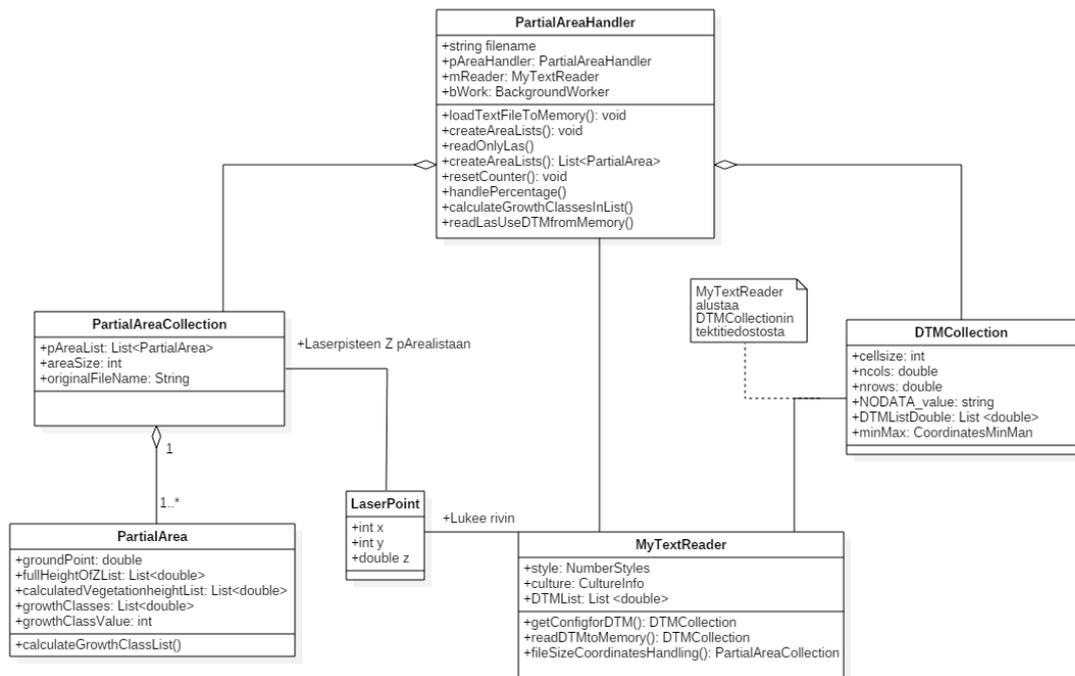 PartialAreaHandler
+string filename
+pAreaHandler: PartialAreaHandler
+mReader: MyTextReader
+bWork: BackgroundWorker
+loadTextFileToMemory(): void
+createAreaLists(): void
+readOnlyLas()
+createAreaLists(): List<PartialArea>
+resetCounter(): void
+handlePercentage()
+calculateGrowthClassesInList()
+readLasUseDTMfromMemory()
MyTextReader
alustaa
DTMCollectionin
tektitiedostosta
PartialAreaCollection
+pAreaList: List<PartialArea>
+areaSize: int
+originalFileName: String
+Laserpisteen Z pArealistaan
DTMCollection
+cellsize: int
+ncols: double
+nrows: double
+NODATA_value: string
+DTMListDouble: List <double>
+minMax: CoordinatesMinMan
1
1..*
LaserPoint
+int x
+int y
+double z
+Lukee rivin
PartialArea
+groundPoint: double
+fullHeightOfZList: List<double>
+calculatedVegetationheightList: List<double>
+growthClasses: List<double>
+growthClassValue: int
+calculateGrowthClassList()
MyTextReader
+style: NumberStyles
+culture: CultureInfo
+DTMList: List <double>
+getConfigforDTM(): DTMCollection
+readDTMtoMemory(): DTMCollection
+fileSizeCoordinatesHandling(): PartialAreaCollection